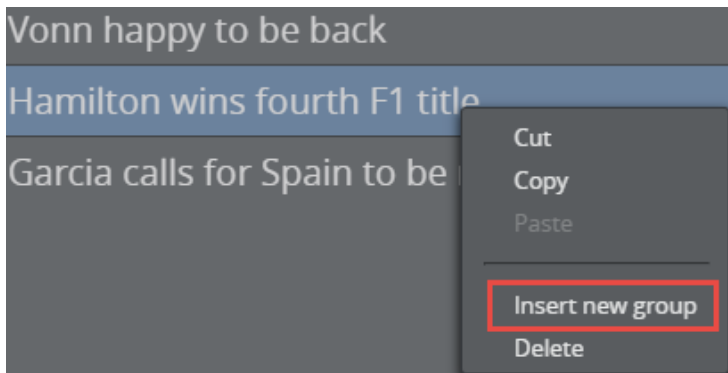 Vonn happy to be back
Hamilton wins fourth F1 title
Garcia calls for Spain to be
Cut
Copy
Paste
Insert new group
Delete